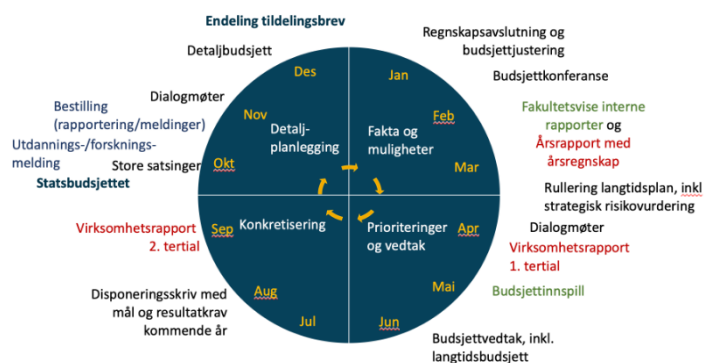 Endeling tildelingsbrev
Detaljbudsjett
Dialogmøter
Bestilling
(rapportering/meldinger)
Utdannings-/forsknings-
melding
Store satsinger
Statsbudsjettet
Virksomhetsrapport
2. tertial
Disponeringsskriv med
mål og resultatkrav
kommende år
Des
Nov
Okt
Detalj-
planlegging
Jan
Feb
Mar
Fakta og
muligheter
Sep
Aug
Jul
Konkretisering
Prioriteringer
og vedtak
Apr
Mai
Jun
Regnskapsavslutning og
budsjettjustering
Budsjettkonferanse
Fakultetsvise interne
rapporter og
Årsrapport med
årsregnskap
Rullering langtidsplan, inkl
strategisk risikovurdering
Dialogmøter
Virksomhetsrapport
1. tertial
Budsjettinnspill
Budsjettvedtak, inkl.
langtidsbudsjett